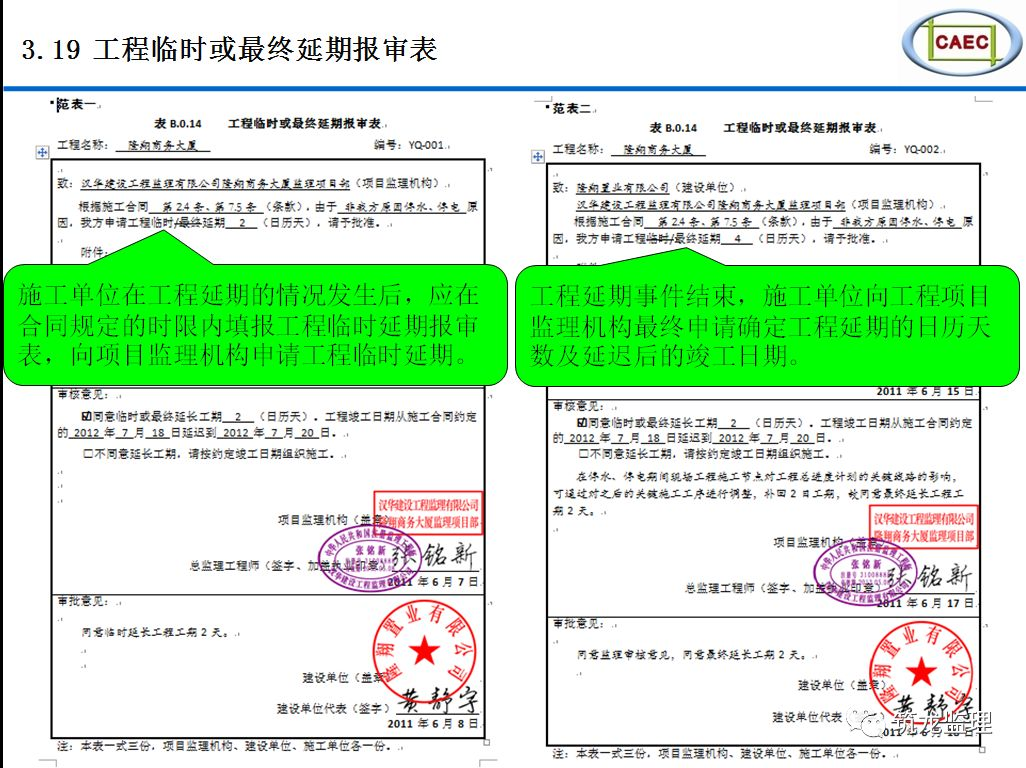 3.19 工程临时或最终延期报审表
CAEC
范表一
表 B.0.14 工程临时或最终延期报审表
工程名称： 隆翔商务大厦 编号：YQ-001
致：汉华建设工程监理有限公司隆翔商务大厦监理项目部（项目监理机构）
根据施工合同 第2.4条、第7.5条（条款），由于 非我方原因停水、停电 原
因，我方申请工程临时/最终延期 2 （日历天），请予批准。
附件：
施工单位在工程延期的情况发生后，应在
合同规定的时限内填报工程临时延期报审
表，向项目监理机构申请工程临时延期。
审核意见：
☑同意临时或最终延长工期 2 （日历天）。工程竣工日期从施工合同约定
的 2012 年 7 月 18 日延迟到 2012 年 7 月 20 日。
□不同意延长工期，请按约定竣工日期组织施工。
汉华建设工程监理有限公司
隆翔商务大厦监理项目部
项目监理机构（盖章）
张铭新
总监理工程师（签字、加盖执业印章）
张铭新
2011 年 6 月 7 日
审批意见：
同意临时延长工程工期 2 天。
隆翔置业有限公司
建设单位（盖章）
建设单位代表（签字） 黄静宇
2011 年 6 月 8 日
注：本表一式三份，项目监理机构、建设单位、施工单位各一份。
范表二
表 B.0.14 工程临时或最终延期报审表
工程名称： 隆翔商务大厦 编号：YQ-002
致：隆翔置业有限公司（建设单位）
汉华建设工程监理有限公司隆翔商务大厦监理项目部（项目监理机构）
根据施工合同 第2.4条、第7.5条（条款），由于 非我方原因停水、停电 原
因，我方申请工程临时/最终延期 4 （日历天），请予批准。
工程延期事件结束，施工单位向工程项目
监理机构最终申请确定工程延期的日历天
数及延迟后的竣工日期。
2011 年 6 月 15 日
审核意见：
☑同意临时或最终延长工期 2 （日历天）。工程竣工日期从施工合同约定
的 2012 年 7 月 18 日延迟到 2012 年 7 月 20 日。
□不同意延长工期，请按约定竣工日期组织施工。
在停水、停电期间现场工程施工节点对工程总进度计划的关键线路的影响，
可通过对之后的关键施工工序进行调整，补回 2 日工期，故同意最终延长工程工
期 2 天。
汉华建设工程监理有限公司
隆翔商务大厦监理项目部
项目监理机构（盖章）
张铭新
总监理工程师（签字、加盖执业印章）
张铭新
2011 年 6 月 17 日
审批意见：
同意监理审核意见，同意最终延长工期 2 天。
隆翔置业有限公司
建设单位（盖章）
建设单位代表 黄静宇
筑龙监理
注：本表一式三份，项目监理机构、建设单位、施工单位各一份。